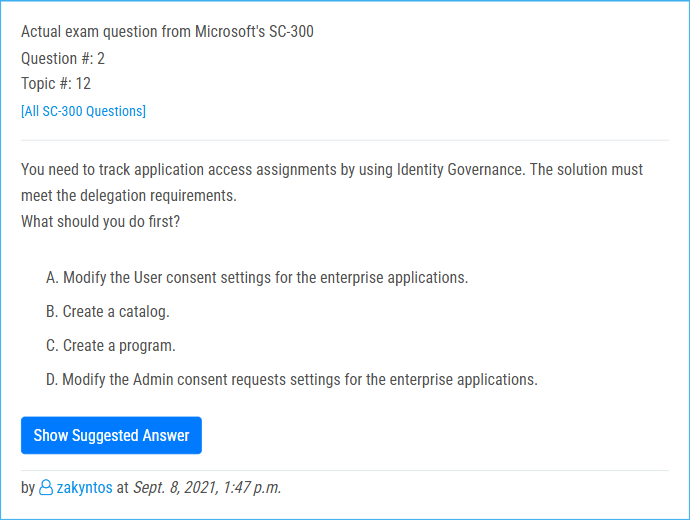 Actual exam question from Microsoft's SC-300
Question #: 2
Topic #: 12
[All SC-300 Questions]
You need to track application access assignments by using Identity Governance. The solution must
meet the delegation requirements.
What should you do first?
A. Modify the User consent settings for the enterprise applications.
B. Create a catalog.
C. Create a program.
D. Modify the Admin consent requests settings for the enterprise applications.
Show Suggested Answer
by zakyntos at Sept. 8, 2021, 1:47 p.m.